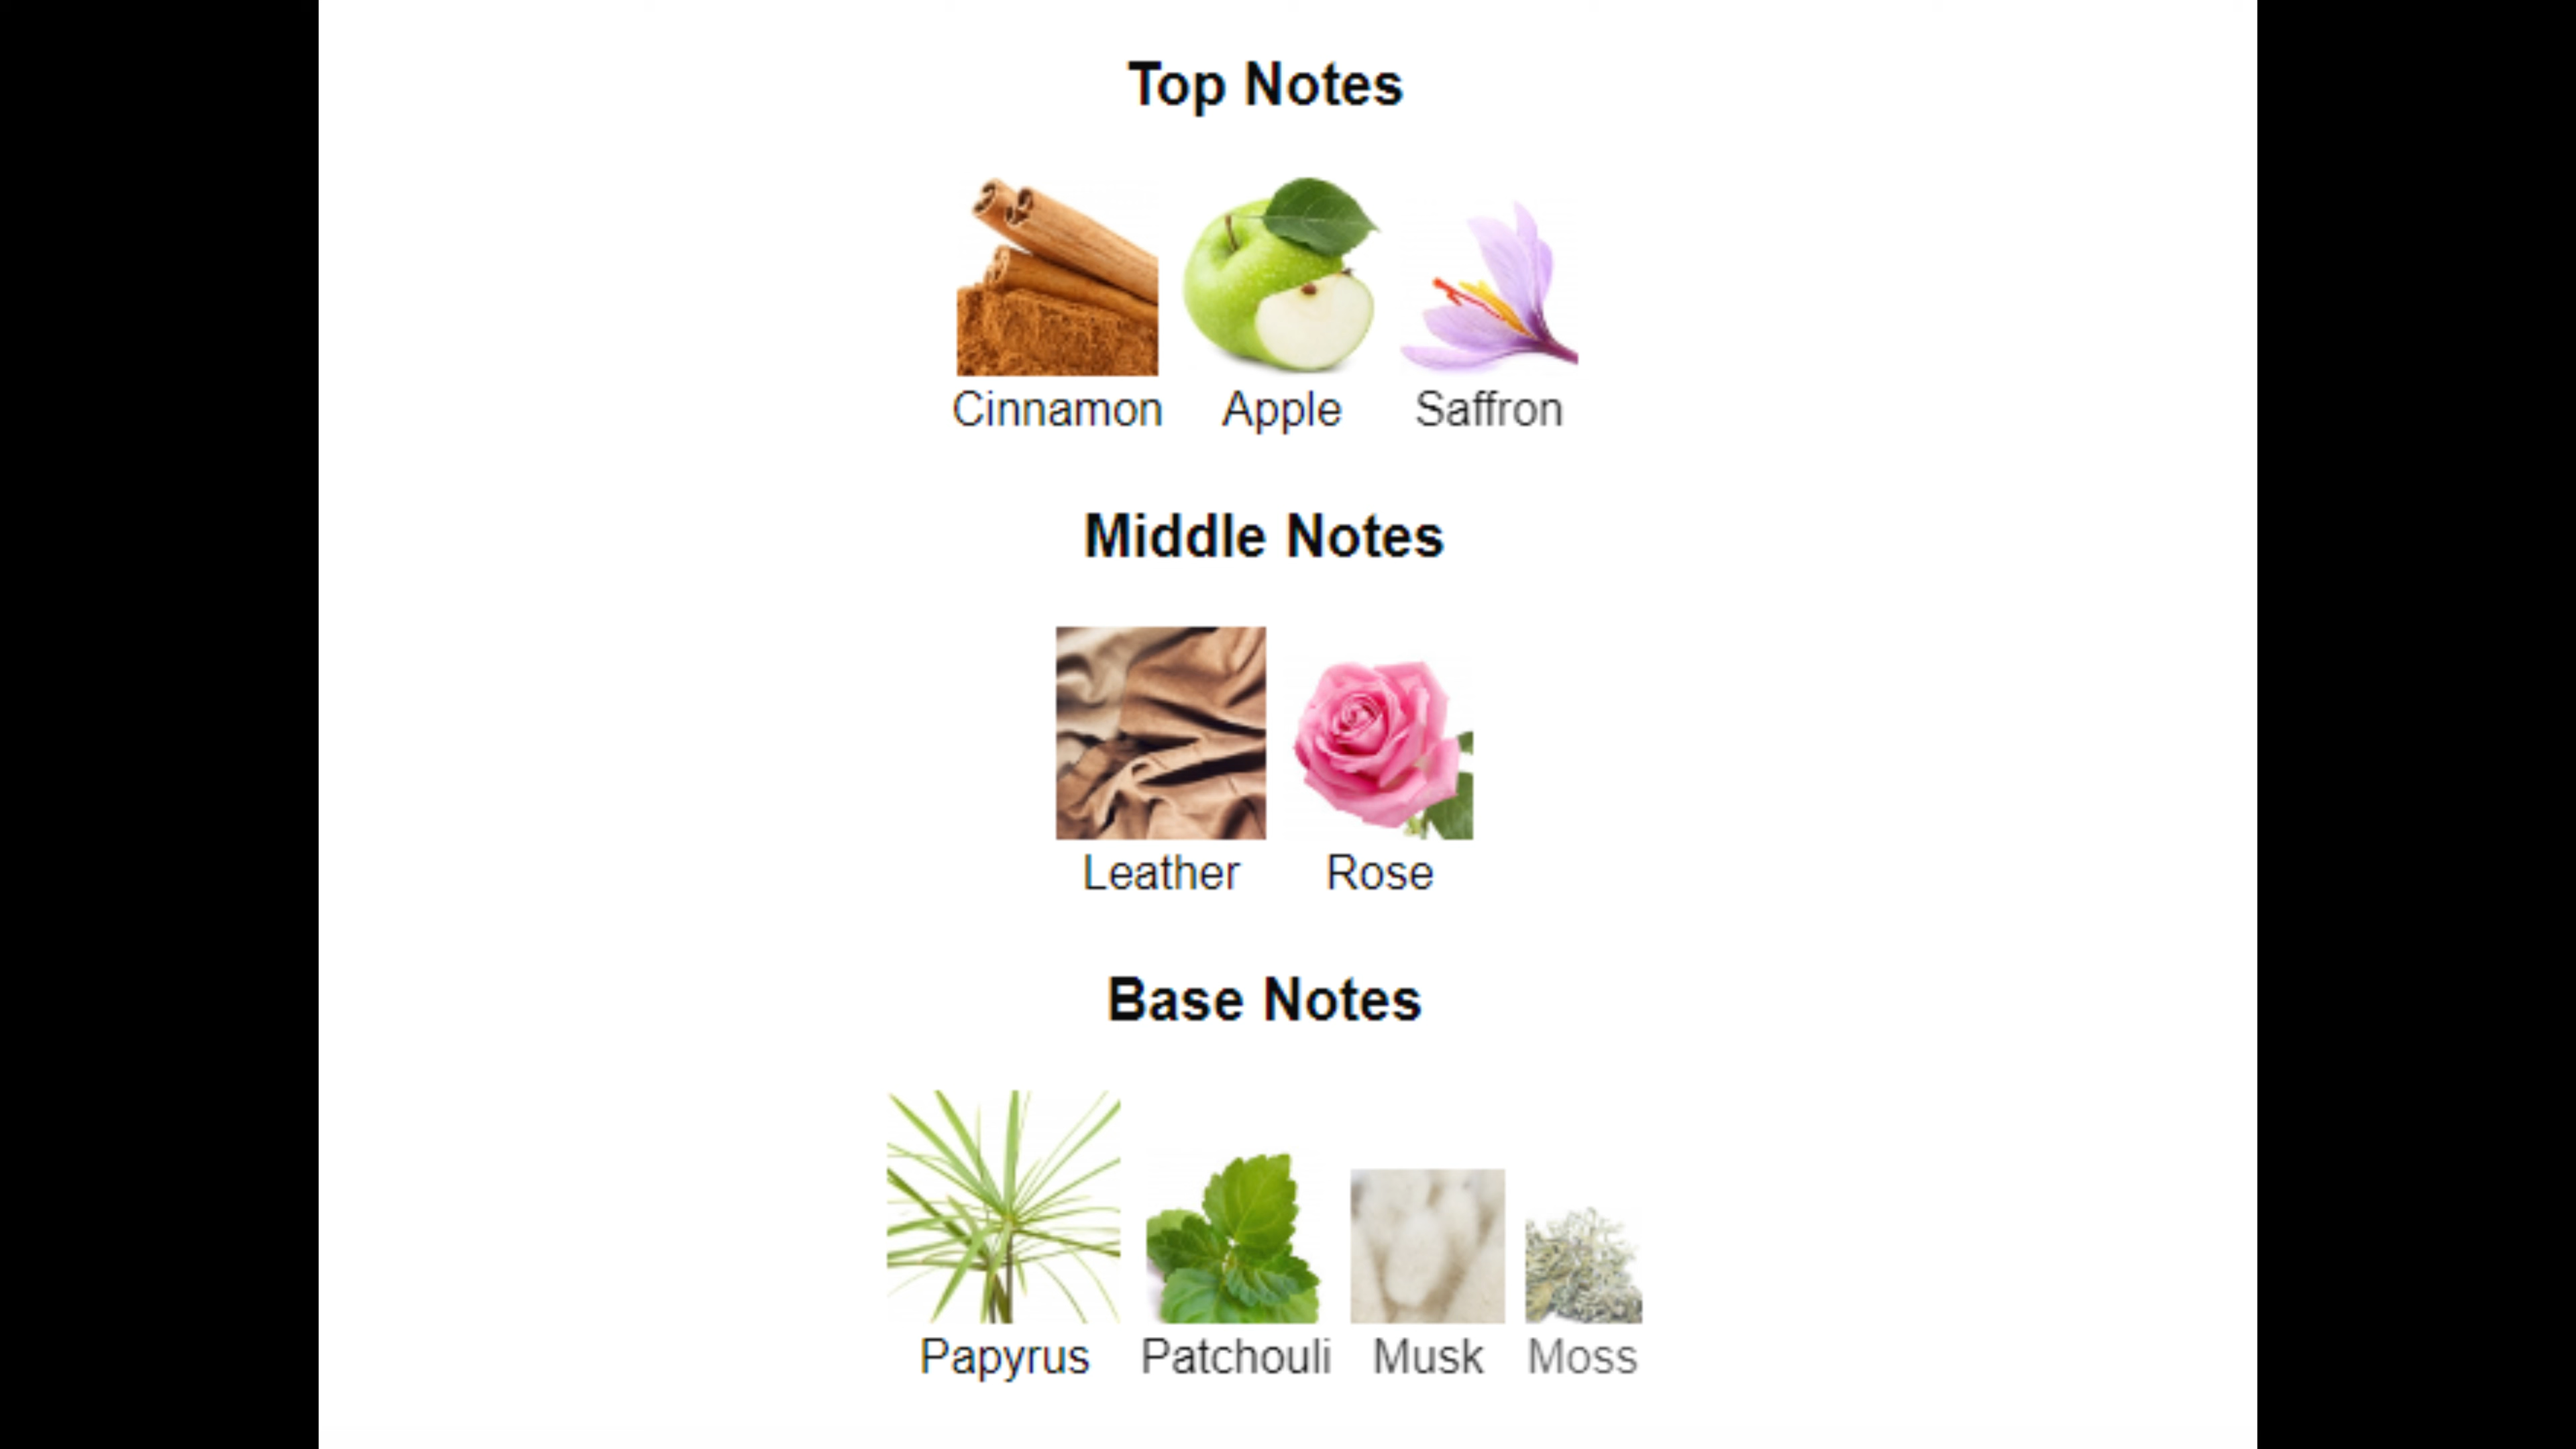 Top Notes
Cinnamon Apple Saffron
Middle Notes
Leather Rose
Base Notes
Papyrus Patchouli Musk Moss